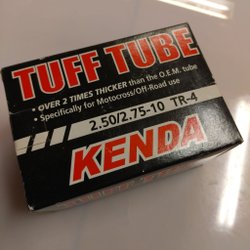 TUFF TUBE
• OVER 2 TIMES THICKER than the O.E.M. tube
• Specifically for Motocross/Off-Road use
2.50/2.75-10 TR-4
KENDA